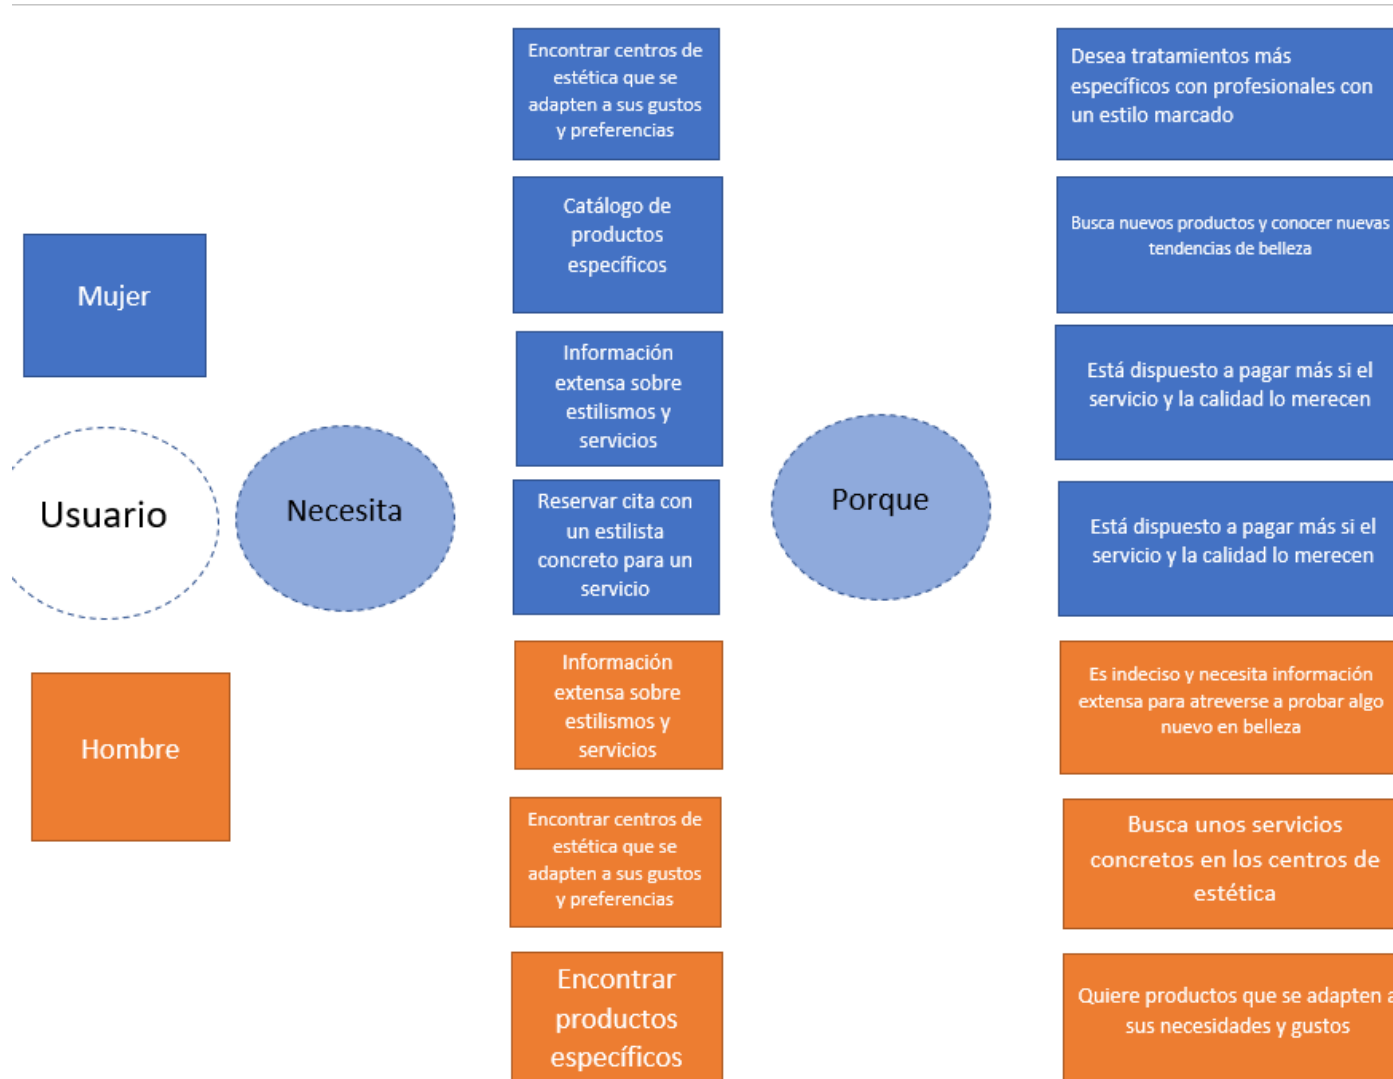 Encontrar centros de
estética que se
adapten a sus gustos
y preferencias
Desea tratamientos más
específicos con profesionales con
un estilo marcado
Catálogo de
productos
específicos
Busca nuevos productos y conocer nuevas
tendencias de belleza
Mujer
Información
extensa sobre
estilismos y
servicios
Está dispuesto a pagar más si el
servicio y la calidad lo merecen
Usuario
Necesita
Reservar cita con
un estilista
concreto para un
servicio
Porque
Está dispuesto a pagar más si el
servicio y la calidad lo merecen
Hombre
Información
extensa sobre
estilismos y
servicios
Es indeciso y necesita información
extensa para atreverse a probar algo
nuevo en belleza
Encontrar centros de
estética que se
adapten a sus gustos
y preferencias
Busca unos servicios
concretos en los centros de
estética
Encontrar
productos
específicos
Quiere productos que se adapten a
sus necesidades y gustos